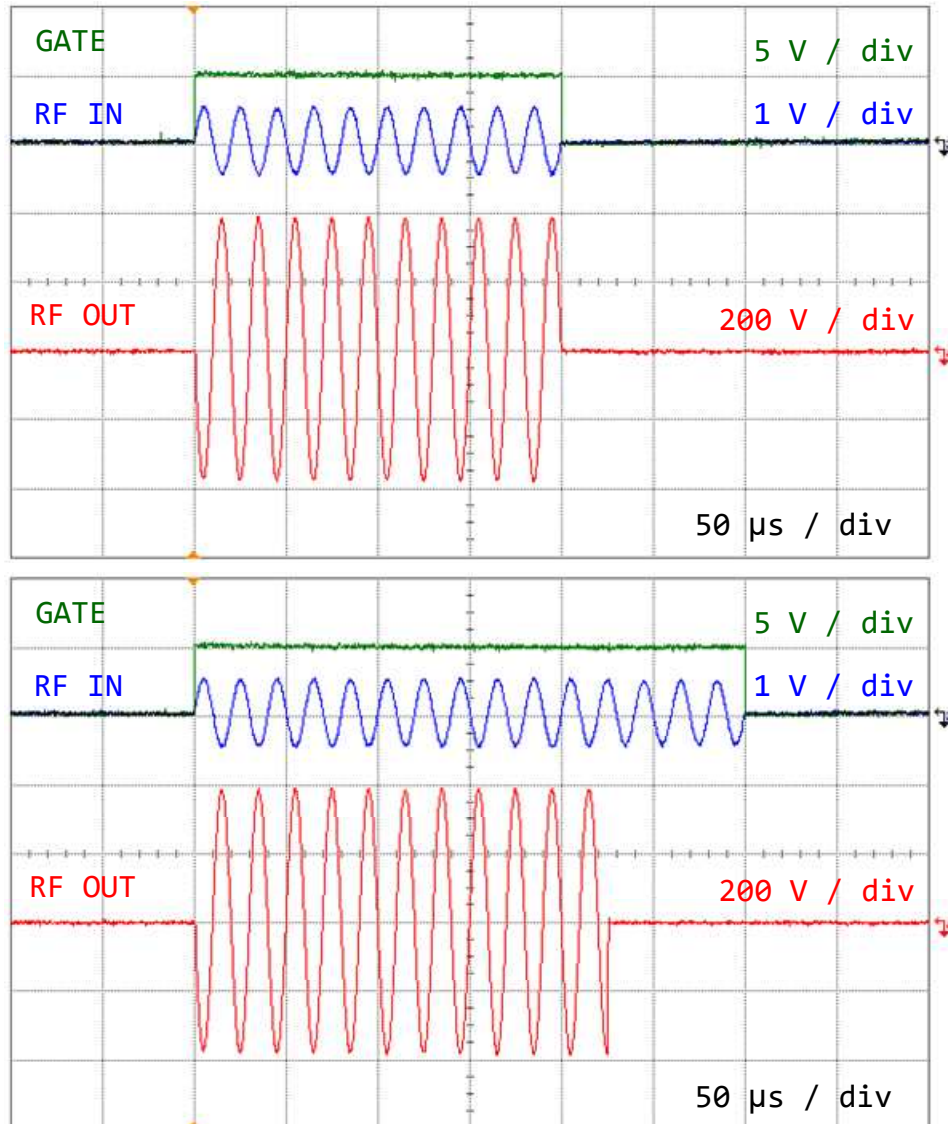 GATE 5 V / div
RF IN 1 V / div
RF OUT 200 V / div
50 µs / div
GATE 5 V / div
RF IN 1 V / div
RF OUT 200 V / div
50 µs / div